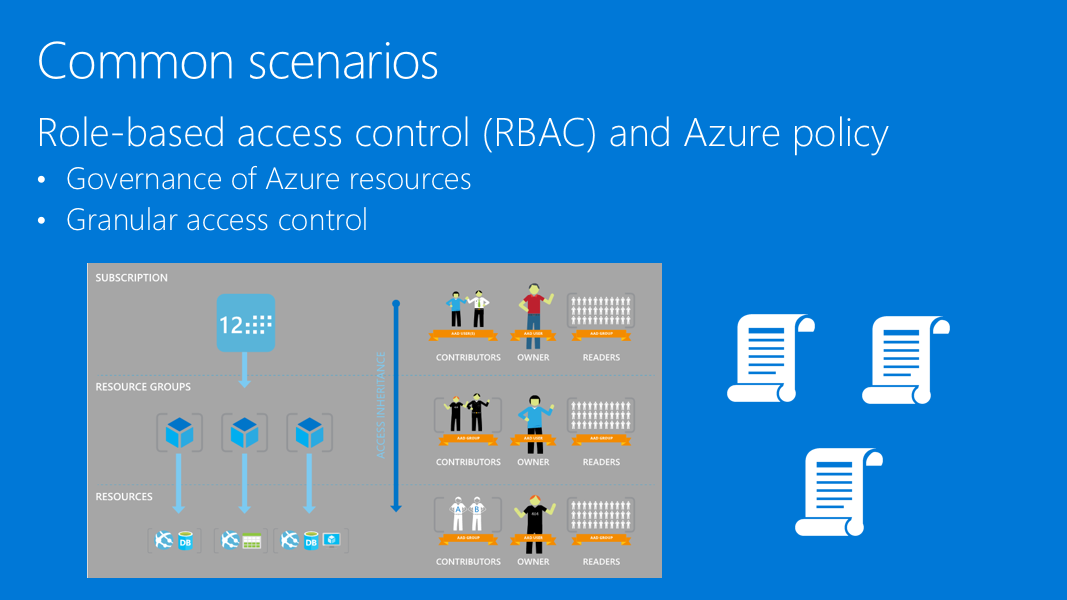 Common scenarios
Role-based access control (RBAC) and Azure policy
• Governance of Azure resources
• Granular access control
SUBSCRIPTION
12
AAD USER(S)
AAD USER
AAD GROUP
CONTRIBUTORS OWNER READERS
ACCESS INHERITANCE
RESOURCE GROUPS
AAD GROUP
AAD USER
AAD GROUP
CONTRIBUTORS OWNER READERS
RESOURCES
A B
DB
DB
AAD GROUP
AAD USER
AAD GROUP
CONTRIBUTORS OWNER READERS